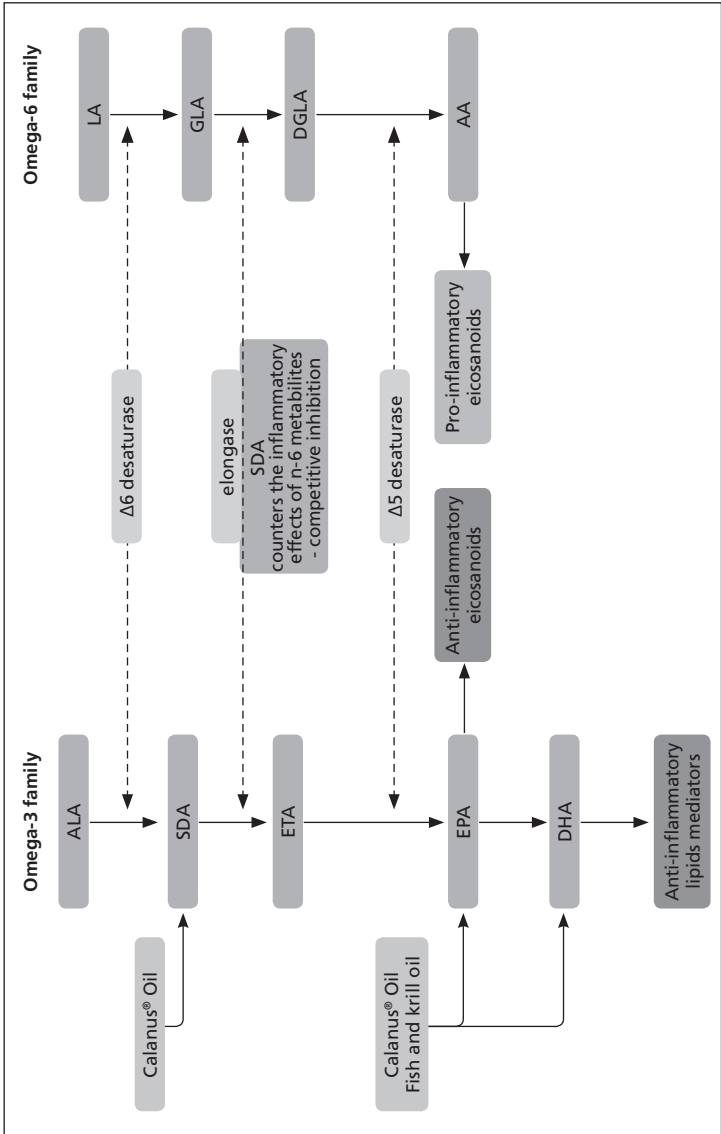 Omega-3 family
Omega-6 family
ALA
Δ6 desaturase
LA
Calanus® Oil
SDA
elongase
GLA
SDA
counters the inflammatory
effects of n-6 metabilites
- competitive inhibition
ETA
DGLA
Δ5 desaturase
Calanus® Oil
Fish and krill oil
EPA
Anti-inflammatory
eicosanoids
Pro-inflammatory
eicosanoids
AA
DHA
Anti-inflammatory
lipids mediators